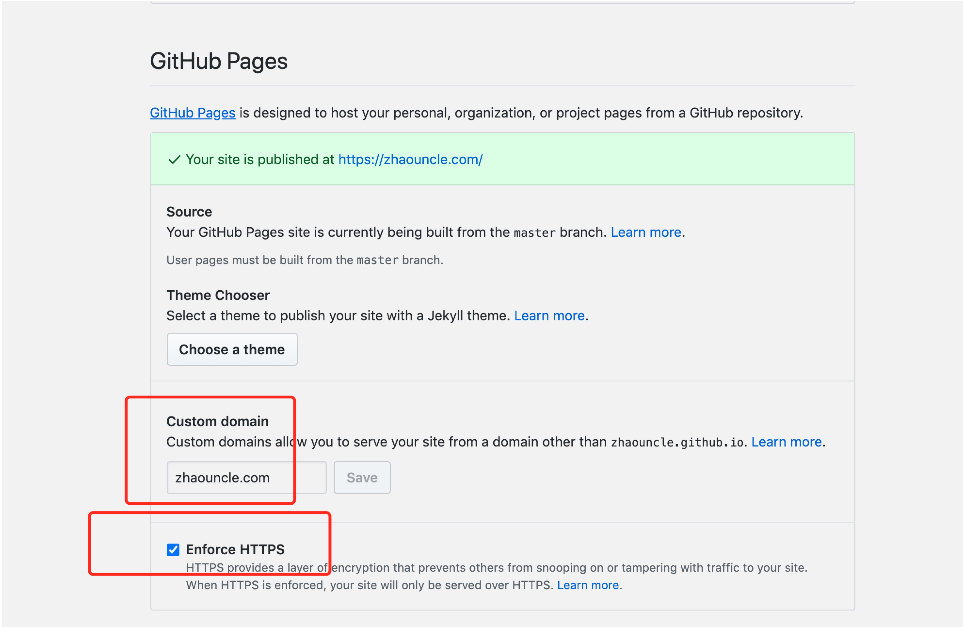 GitHub Pages
GitHub Pages is designed to host your personal, organization, or project pages from a GitHub repository.
✓ Your site is published at https://zhaouncle.com/
Source
Your GitHub Pages site is currently being built from the master branch. Learn more.
User pages must be built from the master branch.
Theme Chooser
Select a theme to publish your site with a Jekyll theme. Learn more.
Choose a theme
Custom domain
Custom domains allow you to serve your site from a domain other than zhaouncle.github.io. Learn more.
zhaouncle.com Save
Enforce HTTPS
HTTPS provides a layer of encryption that prevents others from snooping on or tampering with traffic to your site.
When HTTPS is enforced, your site will only be served over HTTPS. Learn more.